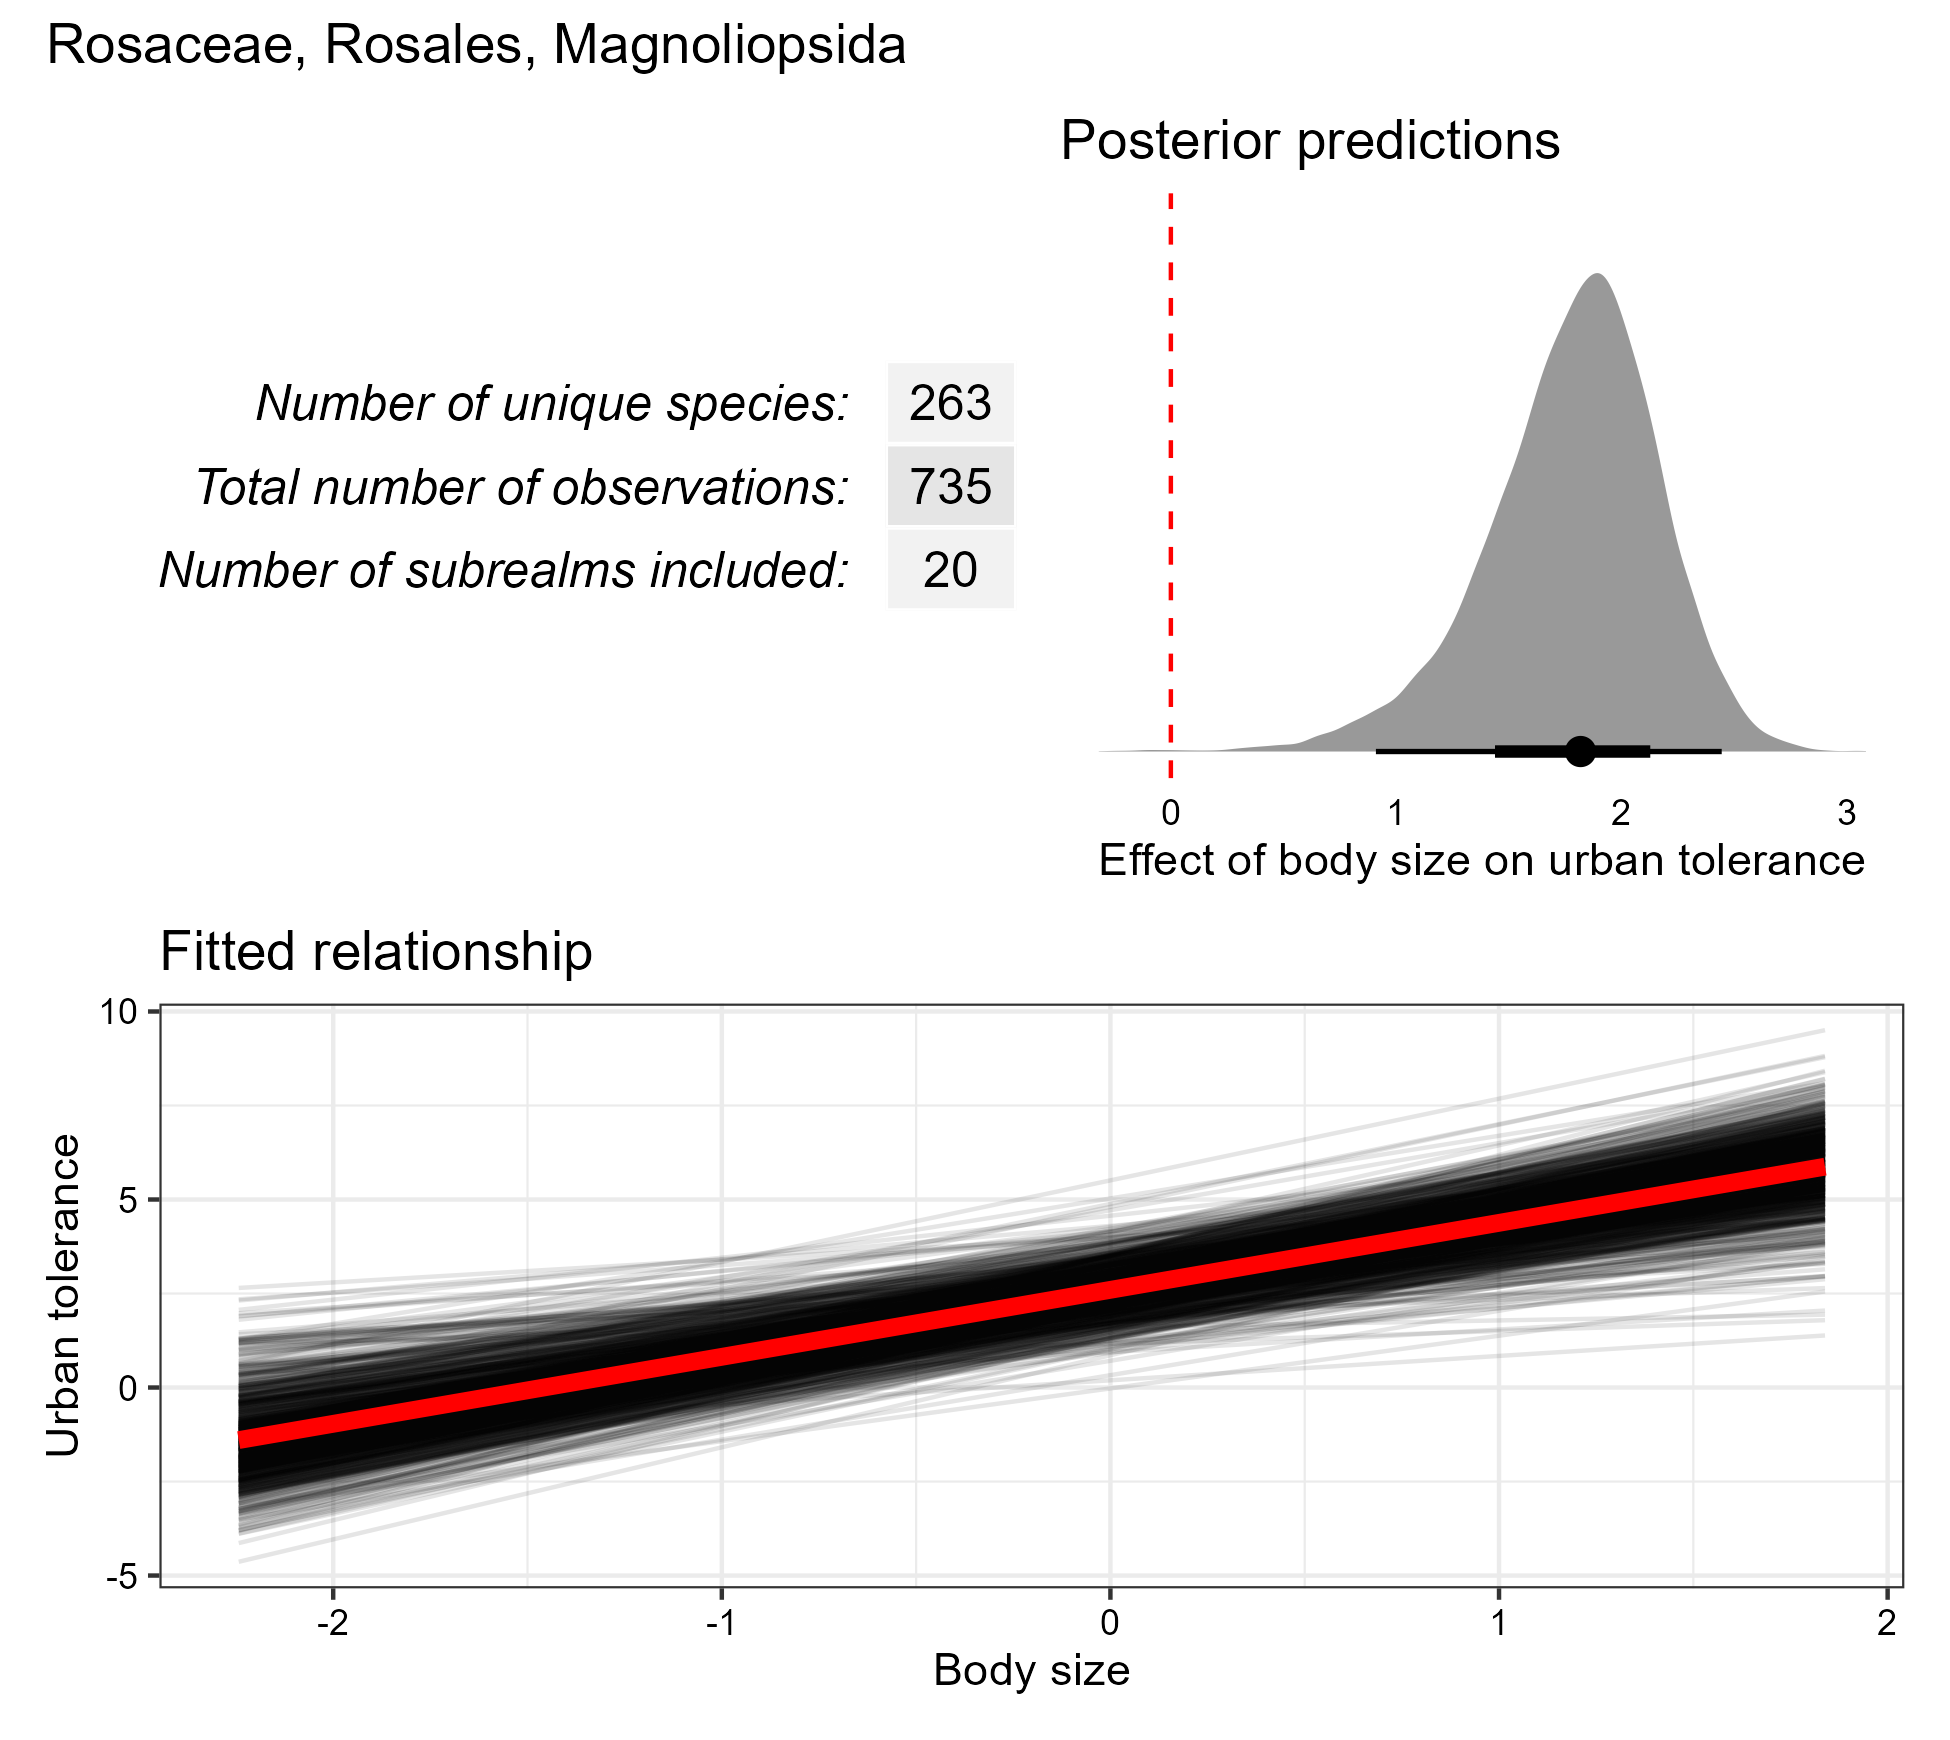 Rosaceae, Rosales, Magnoliopsida
Posterior predictions
Number of unique species: 263
Total number of observations: 735
Number of subrealms included: 20
0 1 2 3
Effect of body size on urban tolerance
Fitted relationship
10
5
0
-5
Urban tolerance
-2 -1 0 1 2
Body size